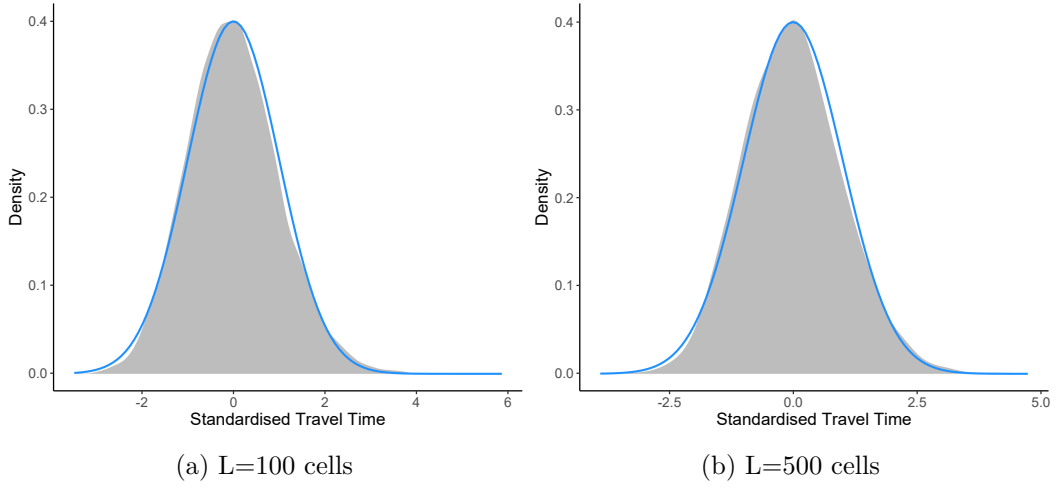 0.4
0.3
0.2
0.1
0.0
Density
-2 0 2 4 6
Standardised Travel Time
(a) L=100 cells
0.4
0.3
0.2
0.1
0.0
Density
-2.5 0.0 2.5 5.0
Standardised Travel Time
(b) L=500 cells